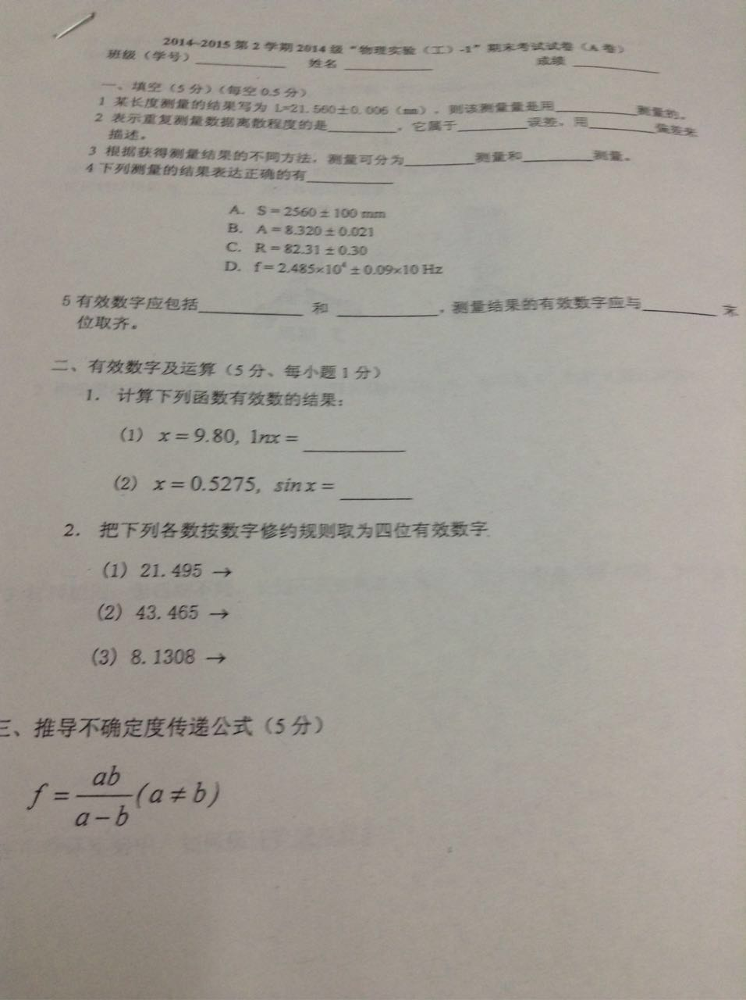 2014-2015 第 2 学期 2014 级 “物理实验（工）-1” 期末考试试卷（A 卷）
班级（学号）__________ 姓名 __________ 成绩 __________
一、填空（5 分）（每空 0.5 分）
1 某长度测量的结果写为 L=21.560±0.006（mm），则该测量量是用__________测量的。
2 表示重复测量数据离散程度的是________，它属于________误差，用________偏差来
描述。
3 根据获得测量结果的不同方法，测量可分为________测量和________测量。
4 下列测量的结果表达正确的有__________
A. S = 2560 ± 100 mm
B. A = 8.320 ± 0.021
C. R = 82.31 ± 0.30
D. f = 2.485×10⁴ ± 0.09×10 Hz
5 有效数字应包括____________ 和 ____________，测量结果的有效数字应与________ 末
位取齐。
二、有效数字及运算（5 分、每小题 1 分）
1. 计算下列函数有效数的结果：
(1) x = 9.80, lnx = __________
(2) x = 0.5275, sin x = ________
2. 把下列各数按数字修约规则取为四位有效数字.
(1) 21.495 →
(2) 43.465 →
(3) 8.1308 →
三、推导不确定度传递公式（5 分）
f = ab / (a − b) (a ≠ b)